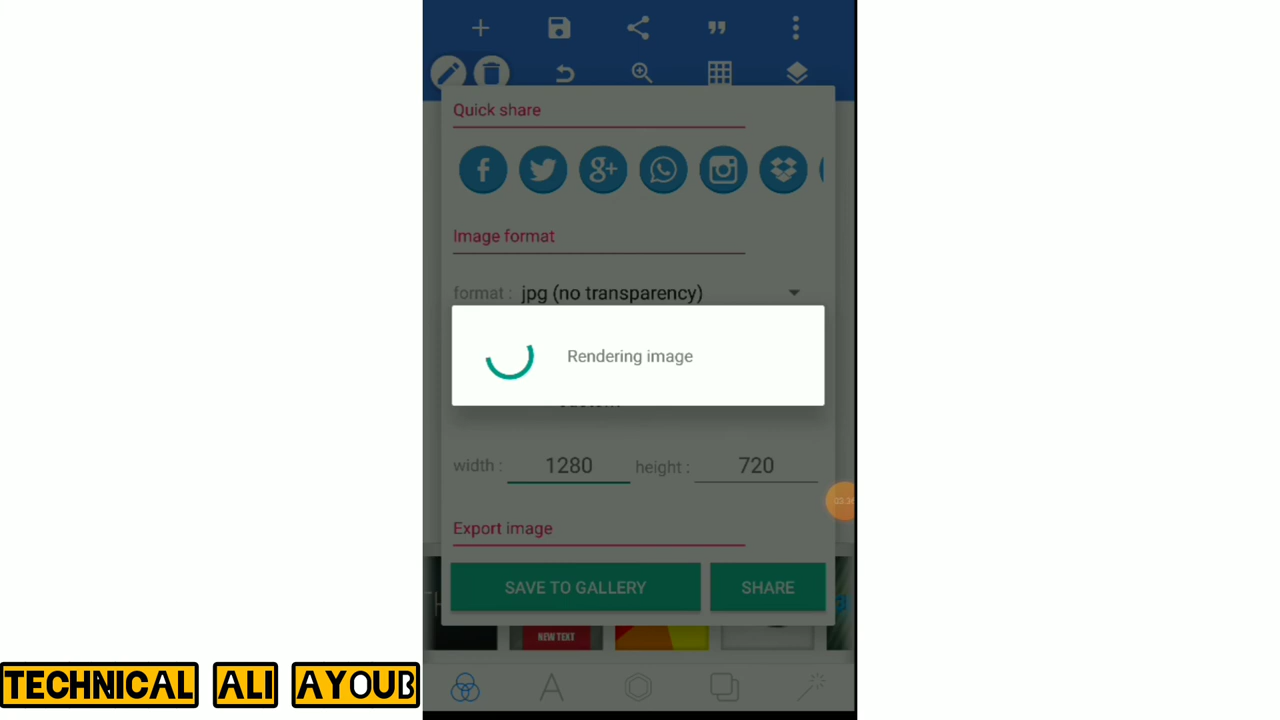 Quick share
Image format
format : jpg (no transparency)
Rendering image
width : 1280 height : 720
Export image
SAVE TO GALLERY SHARE
NEW TEXT
TECHNICAL ALI AYOUB